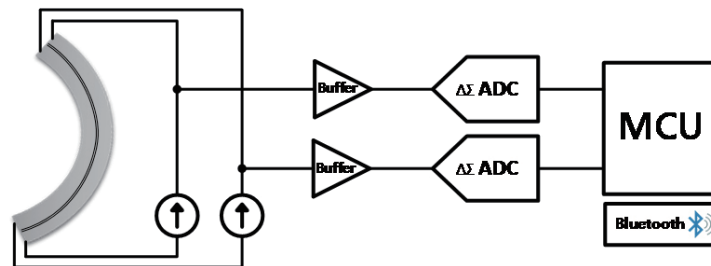 Buffer
ΔΣ ADC
MCU
Buffer
ΔΣ ADC
Bluetooth